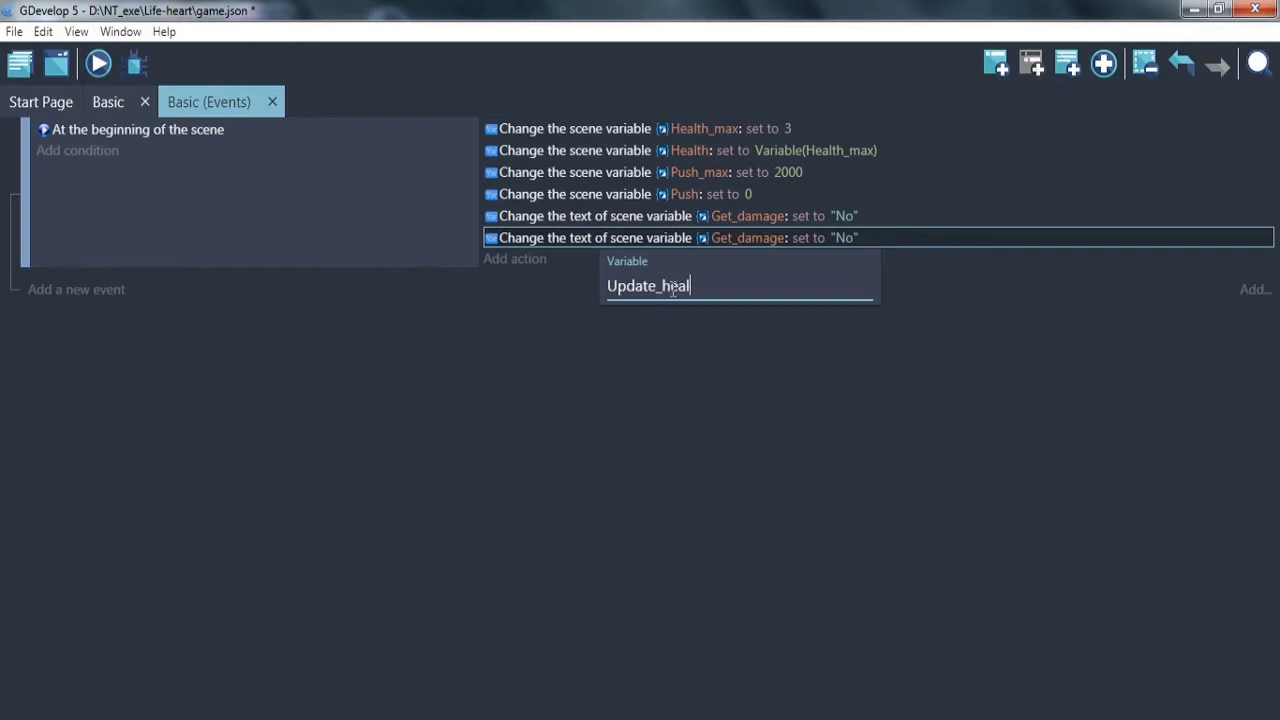 GDevelop 5 - D:\NT_exe\Life-heart\game.json *
File Edit View Window Help
Start Page Basic Basic (Events)
At the beginning of the scene
Add condition
Change the scene variable Health_max: set to 3
Change the scene variable Health: set to Variable(Health_max)
Change the scene variable Push_max: set to 2000
Change the scene variable Push: set to 0
Change the text of scene variable Get_damage: set to "No"
Change the text of scene variable Get_damage: set to "No"
Add action
Variable
Update_heal
Add a new event
Add...